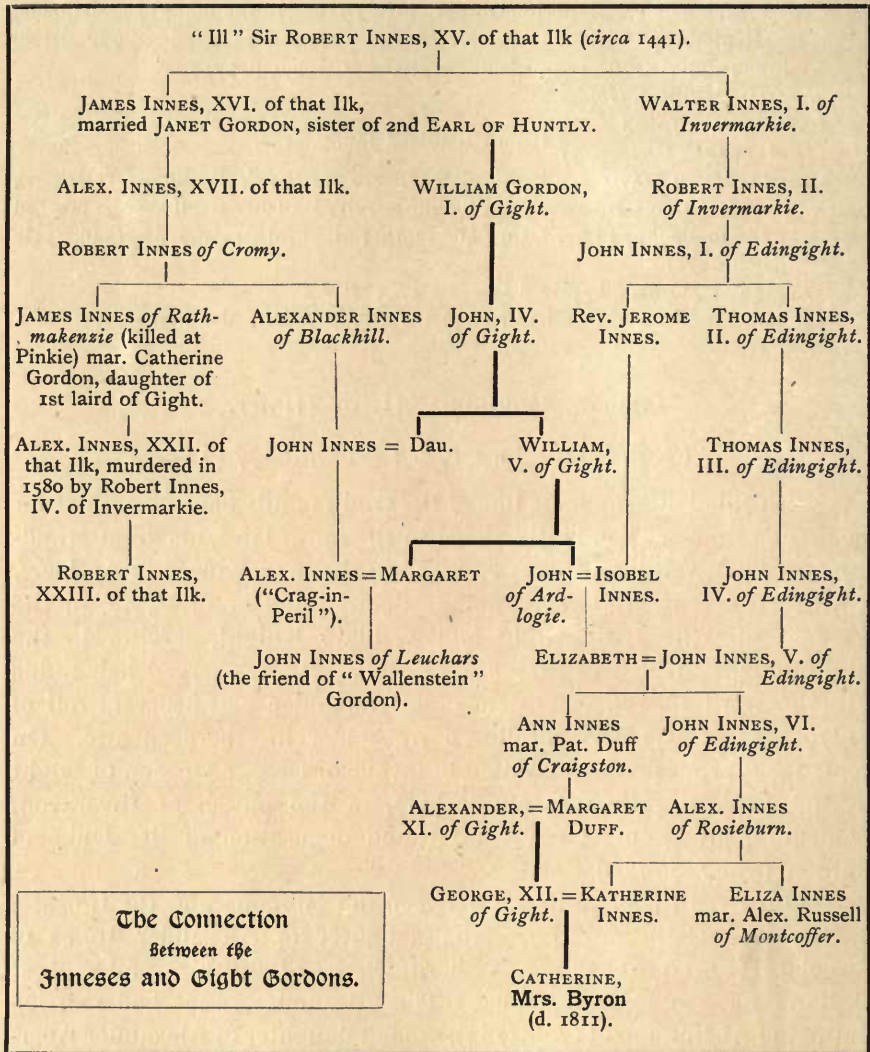 "Ill" Sir ROBERT INNES, XV. of that Ilk (circa 1441).
JAMES INNES, XVI. of that Ilk,
married JANET GORDON, sister of 2nd EARL OF HUNTLY.
WALTER INNES, I. of
Invermarkie.
ALEX. INNES, XVII. of that Ilk.
WILLIAM GORDON,
I. of Gight.
ROBERT INNES, II.
of Invermarkie.
ROBERT INNES of Cromy.
JOHN INNES, I. of Edingight.
JAMES INNES of Rath-
makenzie (killed at
Pinkie) mar. Catherine
Gordon, daughter of
1st laird of Gight.
ALEXANDER INNES
of Blackhill.
JOHN, IV.
of Gight.
Rev. JEROME
INNES.
THOMAS INNES,
II. of Edingight.
ALEX. INNES, XXII. of
that Ilk, murdered in
1580 by Robert Innes,
IV. of Invermarkie.
JOHN INNES = DAU.
WILLIAM,
V. of Gight.
THOMAS INNES,
III. of Edingight.
ROBERT INNES,
XXIII. of that Ilk.
ALEX. INNES = MARGARET
("Crag-in-
Peril").
JOHN = ISOBEL
of Ard- INNES.
logie.
JOHN INNES,
IV. of Edingight.
JOHN INNES of Leuchars
(the friend of "Wallenstein"
Gordon).
ELIZABETH = JOHN INNES, V. of
Edingight.
ANN INNES
mar. Pat. Duff
of Craigston.
JOHN INNES, VI.
of Edingight.
ALEXANDER, = MARGARET
XI. of Gight. DUFF.
ALEX. INNES
of Rosieburn.
GEORGE, XII. = KATHERINE
of Gight. INNES.
ELIZA INNES
mar. Alex. Russell
of Montcoffer.
The Connection
Between the
Inneses and Gight Gordons.
CATHERINE,
Mrs. Byron
(d. 1811).